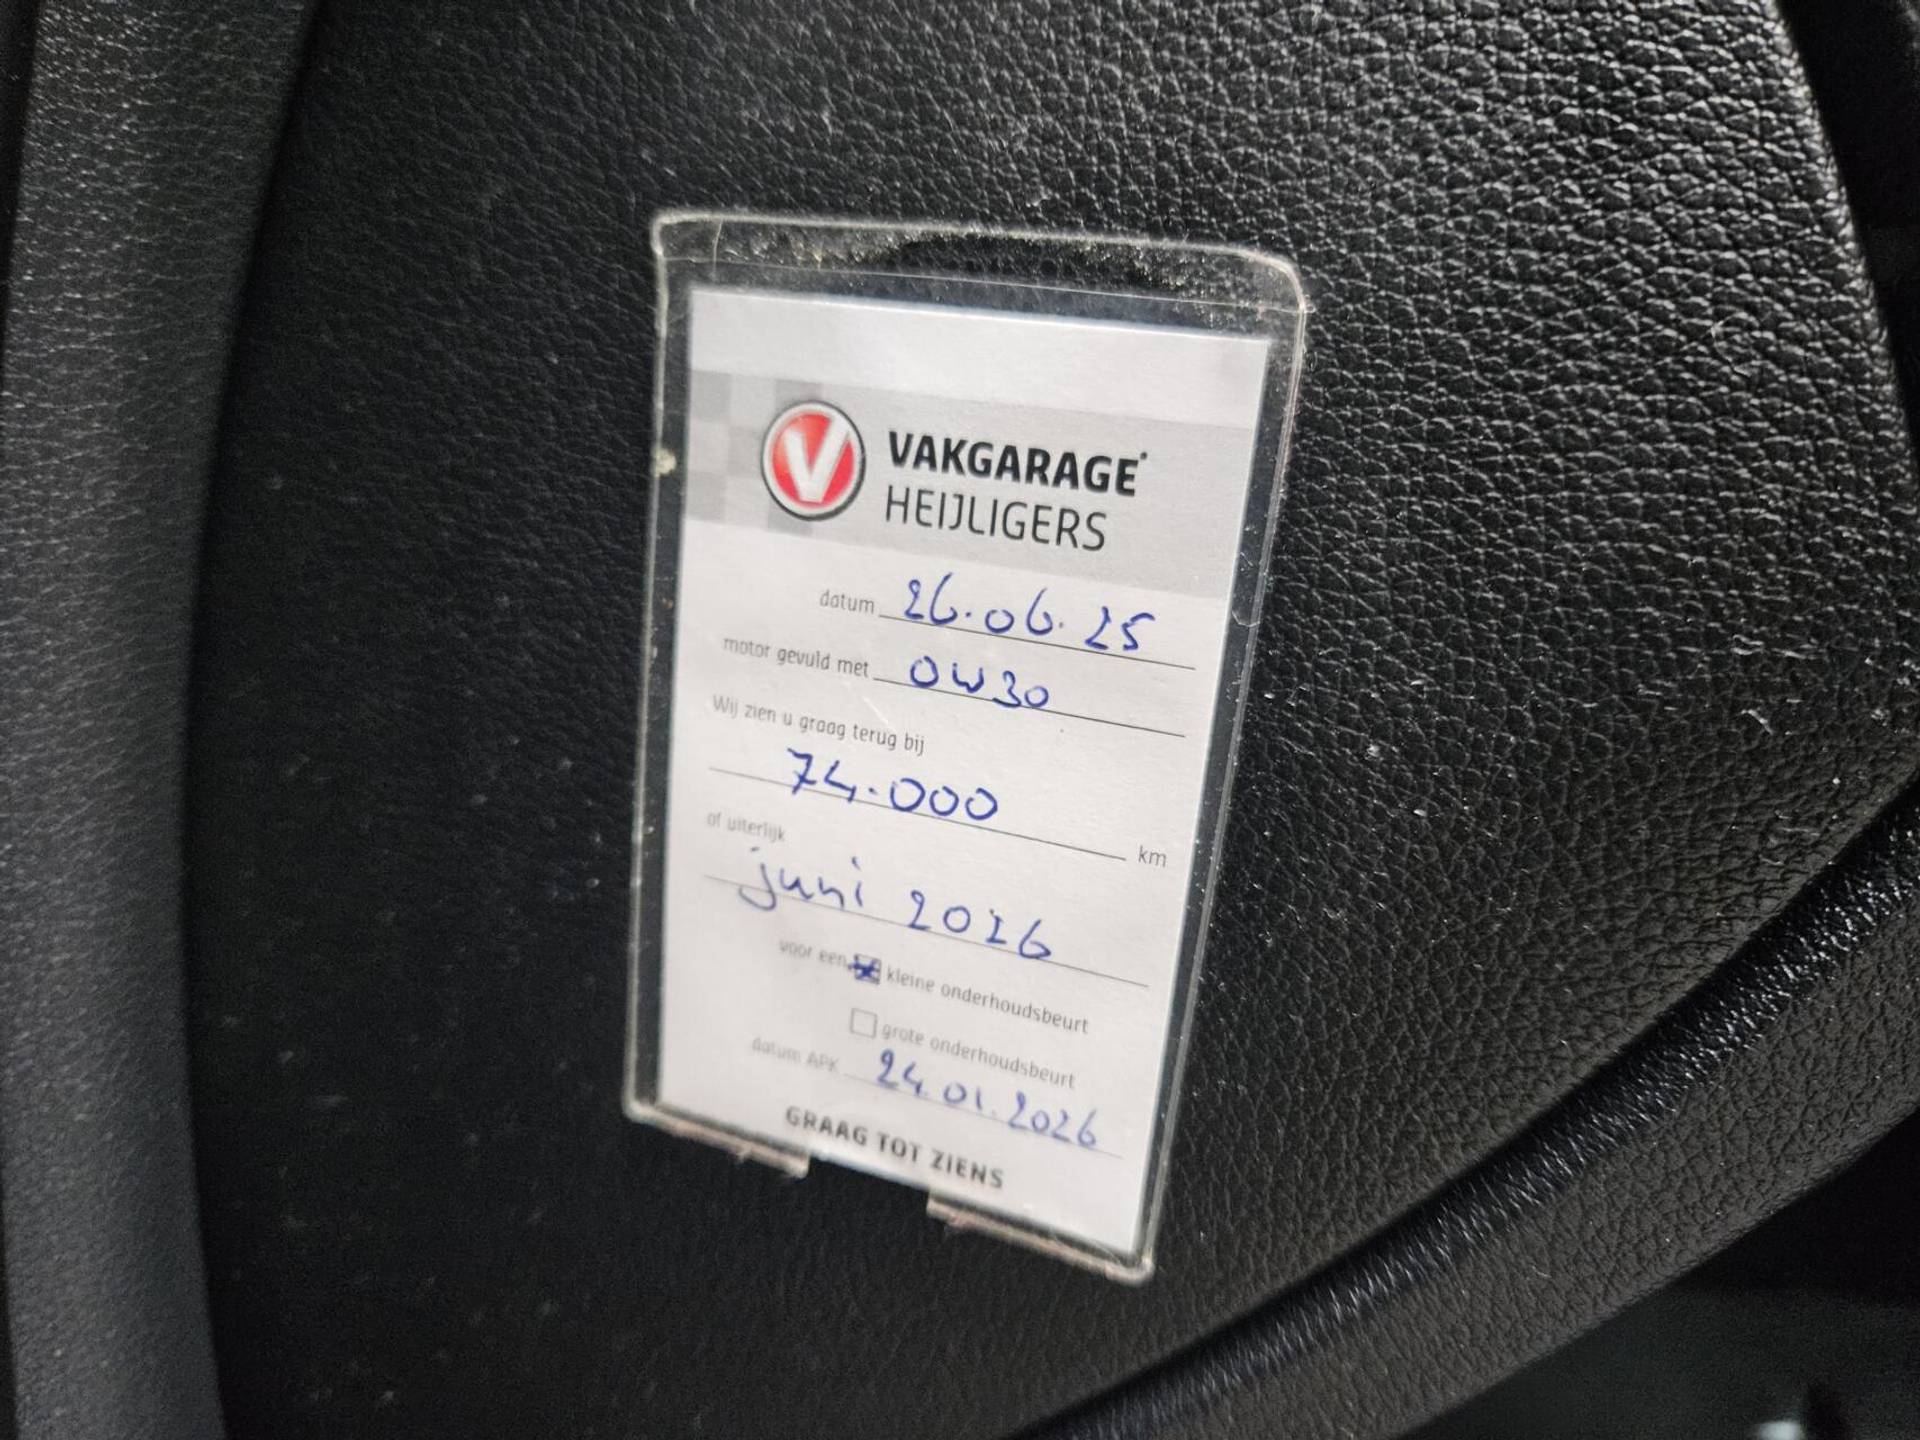 VAKGARAGE
HEIJLIGERS
datum 26.06.25
motor gevuld met 0W30
Wij zien u graag terug bij
74.000 km
of uiterlijk
juni 2026
voor een kleine onderhoudsbeurt
grote onderhoudsbeurt
datum APK 24.01.2026
GRAAG TOT ZIENS